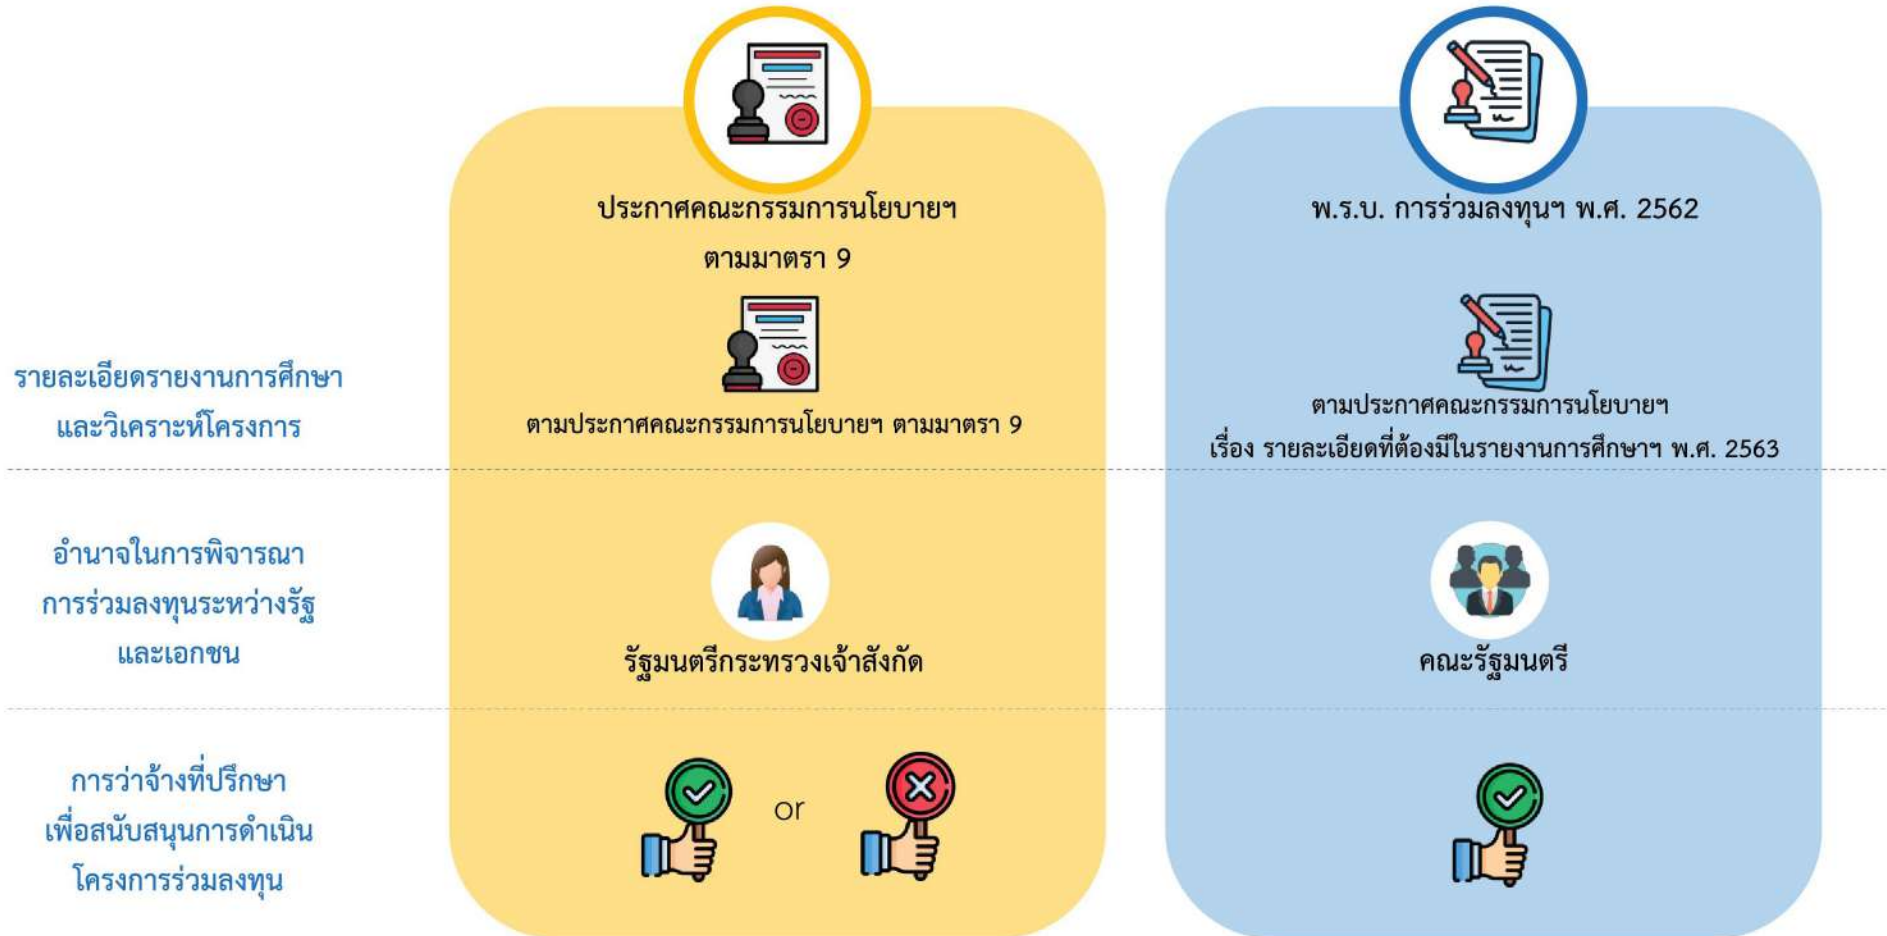 ประกาศคณะกรรมการนโยบายฯ
ตามมาตรา 9
พ.ร.บ. การร่วมลงทุนฯ พ.ศ. 2562
รายละเอียดรายงานการศึกษา
และวิเคราะห์โครงการ
ตามประกาศคณะกรรมการนโยบายฯ ตามมาตรา 9
ตามประกาศคณะกรรมการนโยบายฯ
เรื่อง รายละเอียดที่ต้องมีในรายงานการศึกษาฯ พ.ศ. 2563
อำนาจในการพิจารณา
การร่วมลงทุนระหว่างรัฐ
และเอกชน
รัฐมนตรีกระทรวงเจ้าสังกัด
คณะรัฐมนตรี
การว่าจ้างที่ปรึกษา
เพื่อสนับสนุนการดำเนิน
โครงการร่วมลงทุน
or